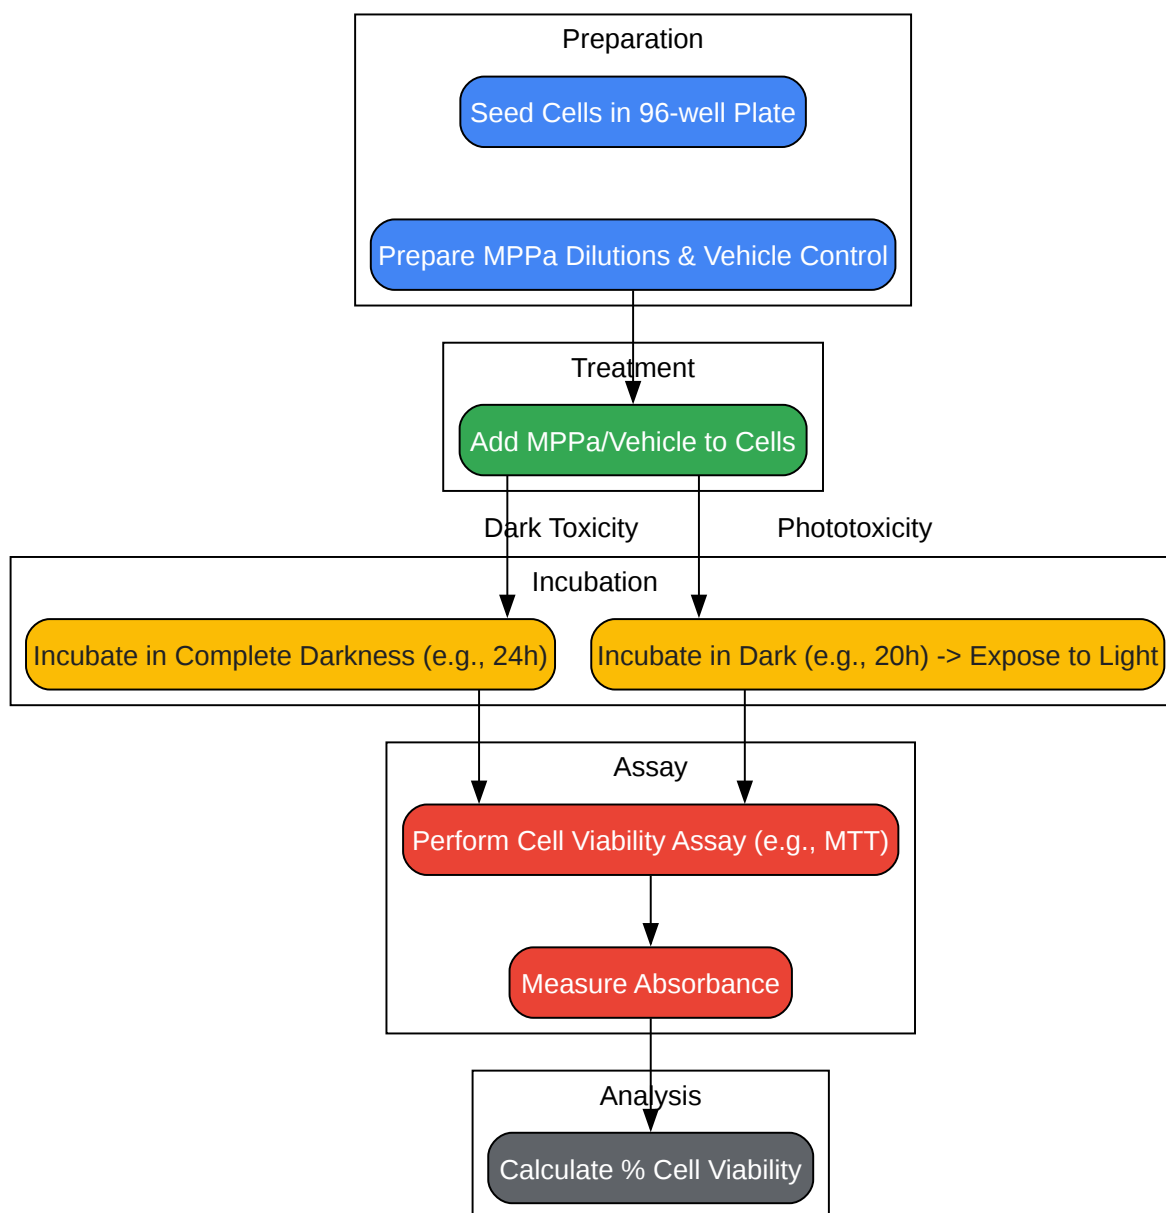 Preparation
Seed Cells in 96-well Plate
Prepare MPPa Dilutions & Vehicle Control
Treatment
Add MPPa/Vehicle to Cells
Dark Toxicity
Phototoxicity
Incubation
Incubate in Complete Darkness (e.g., 24h)
Incubate in Dark (e.g., 20h) -> Expose to Light
Assay
Perform Cell Viability Assay (e.g., MTT)
Measure Absorbance
Analysis
Calculate % Cell Viability